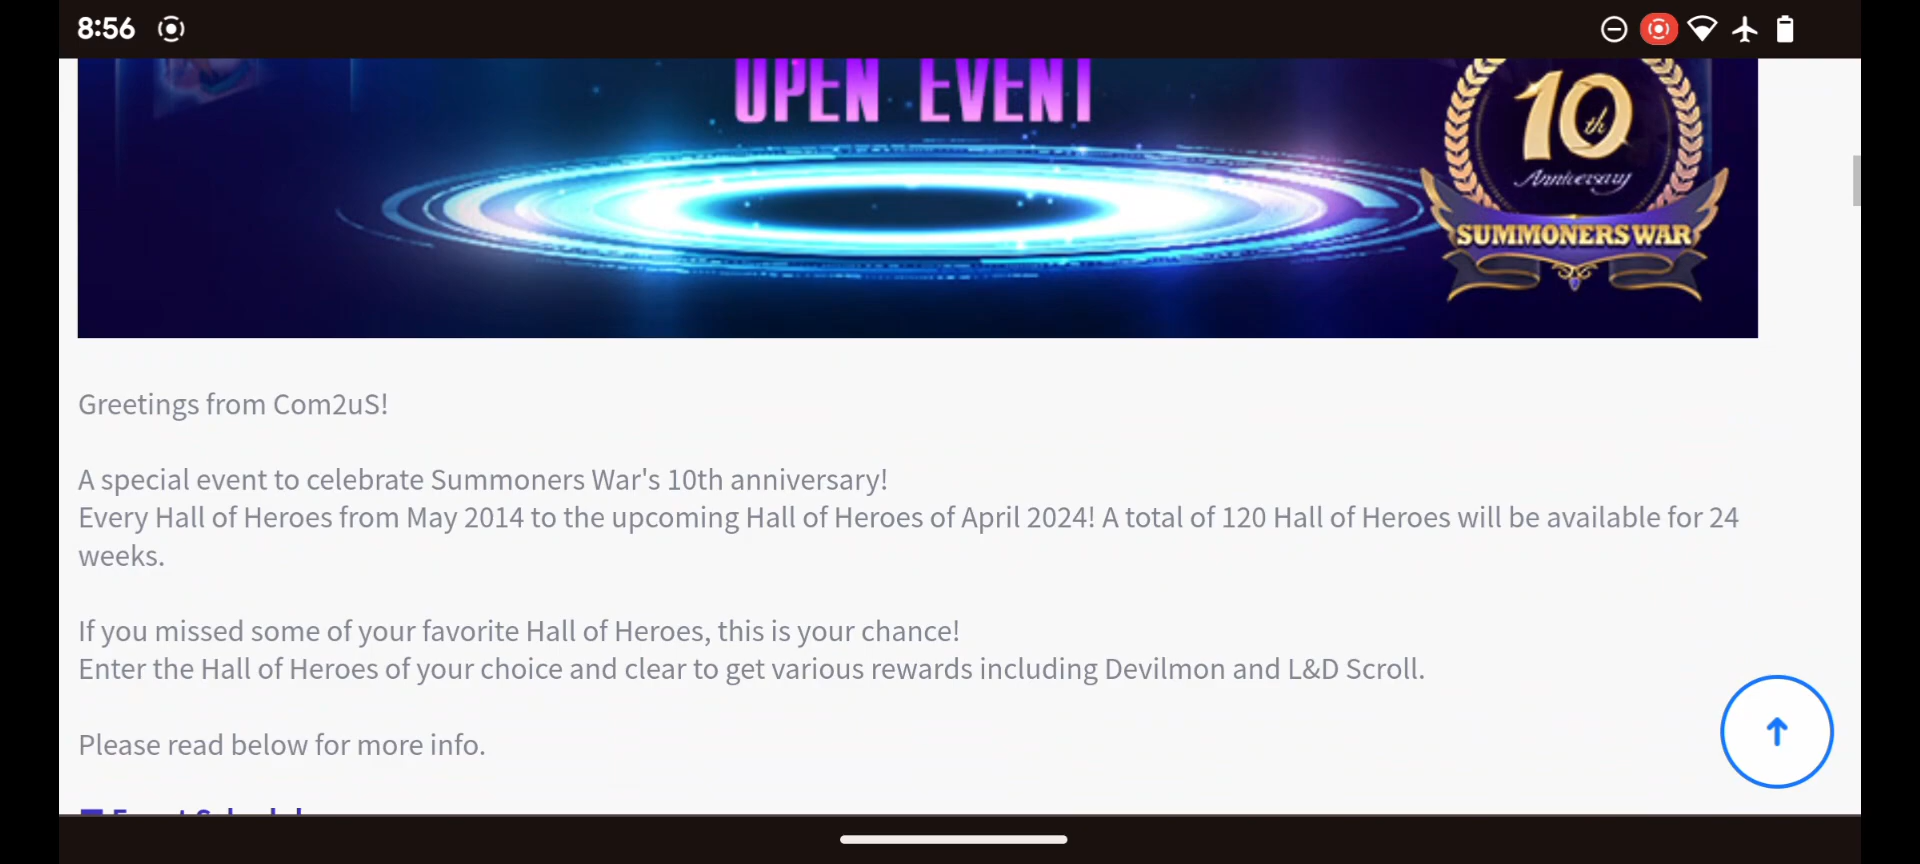 8:56
OPEN EVENT
10th
Anniversary
SUMMONERS WAR
Greetings from Com2uS!
A special event to celebrate Summoners War's 10th anniversary!
Every Hall of Heroes from May 2014 to the upcoming Hall of Heroes of April 2024! A total of 120 Hall of Heroes will be available for 24
weeks.
If you missed some of your favorite Hall of Heroes, this is your chance!
Enter the Hall of Heroes of your choice and clear to get various rewards including Devilmon and L&D Scroll.
Please read below for more info.